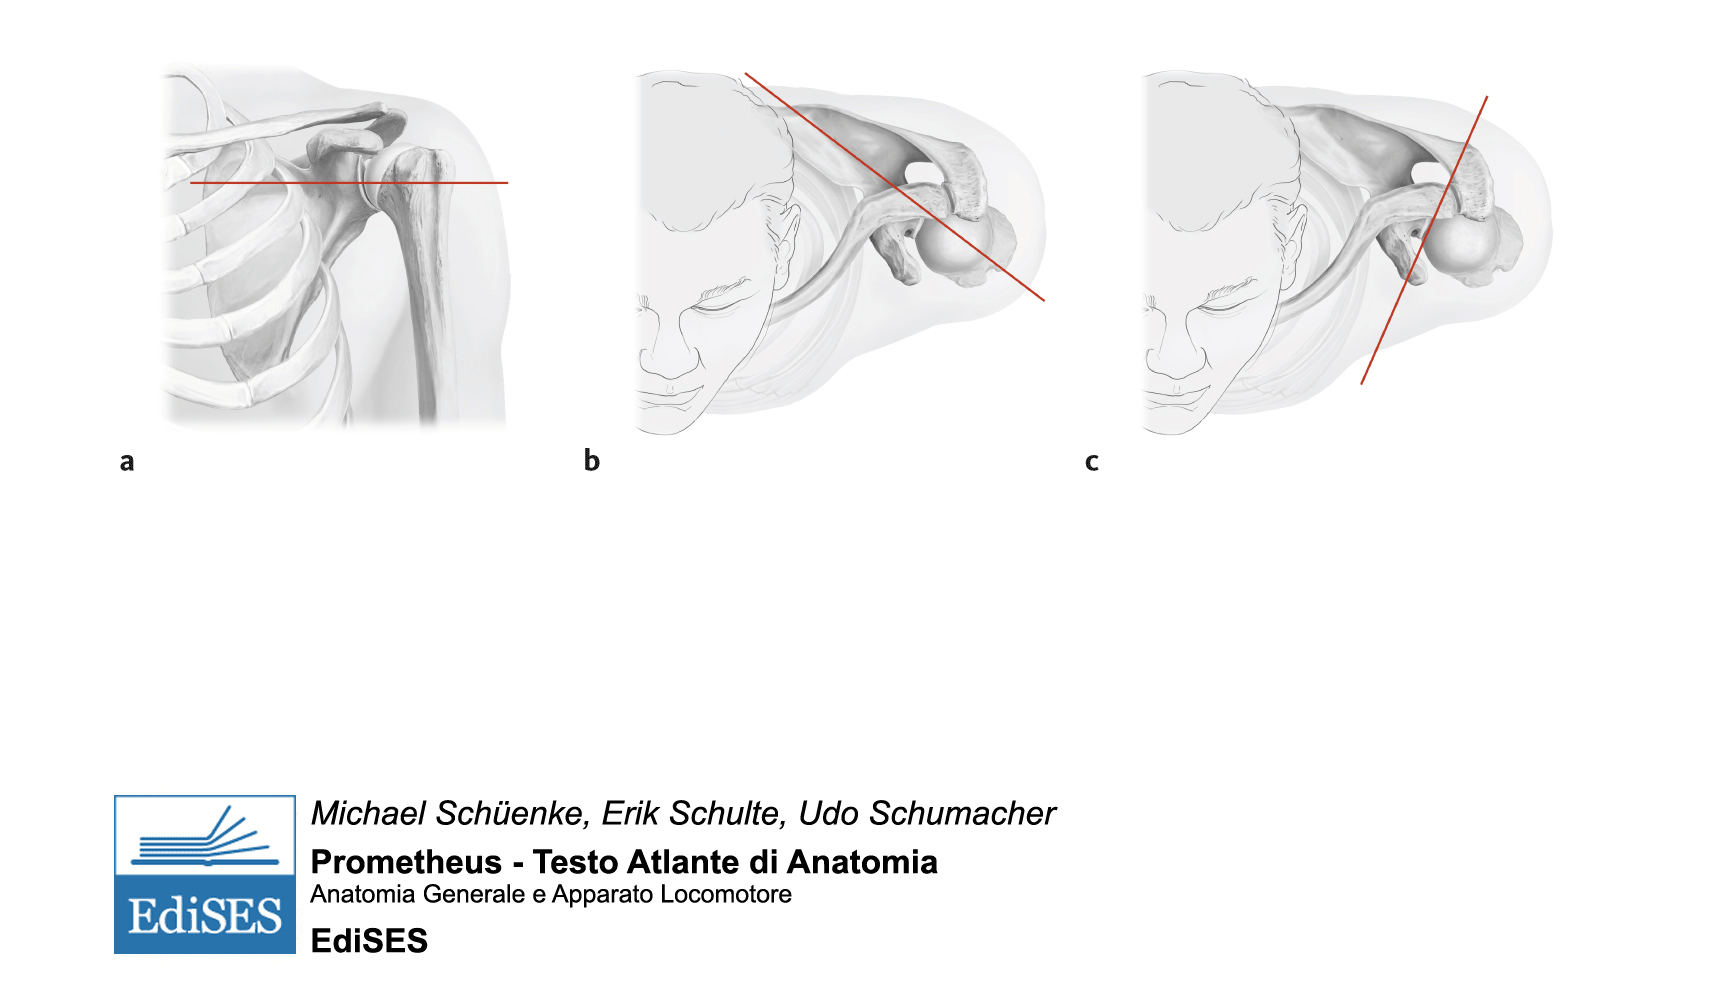 a
b
c
Michael Schüenke, Erik Schulte, Udo Schumacher
Prometheus - Testo Atlante di Anatomia
Anatomia Generale e Apparato Locomotore
EdiSES
EdiSES